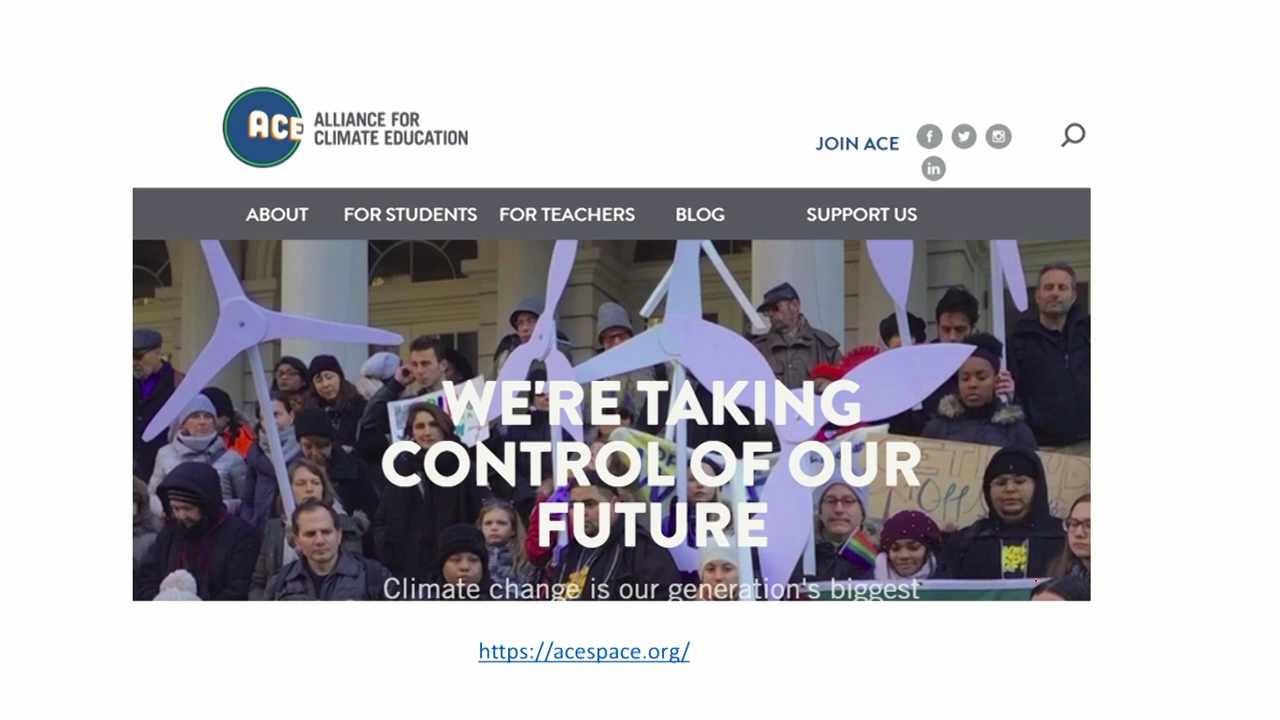 ACE
ALLIANCE FOR
CLIMATE EDUCATION
JOIN ACE
f
in
ABOUT FOR STUDENTS FOR TEACHERS BLOG SUPPORT US
WE'RE TAKING
CONTROL OF OUR
FUTURE
Climate change is our generation's biggest
https://acespace.org/